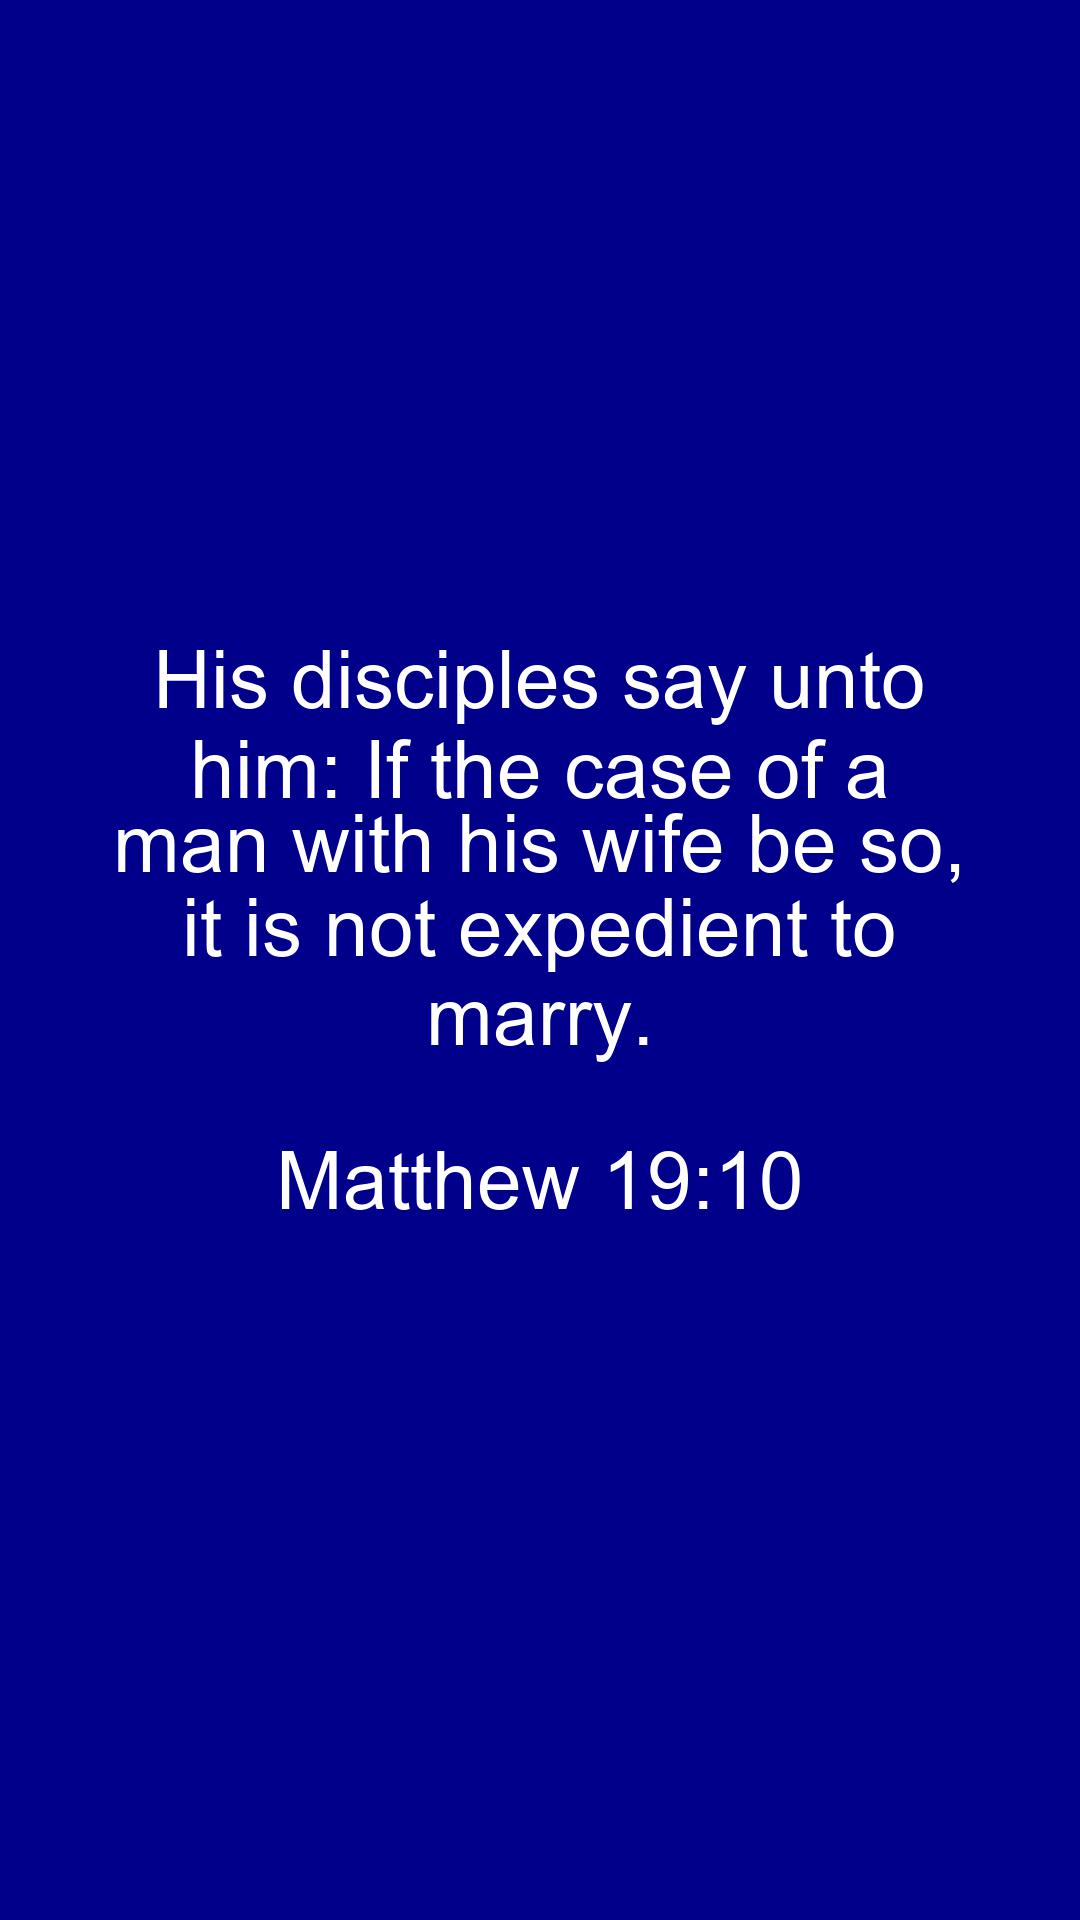 His disciples say unto
him: If the case of a
man with his wife be so,
it is not expedient to
marry.
Matthew 19:10